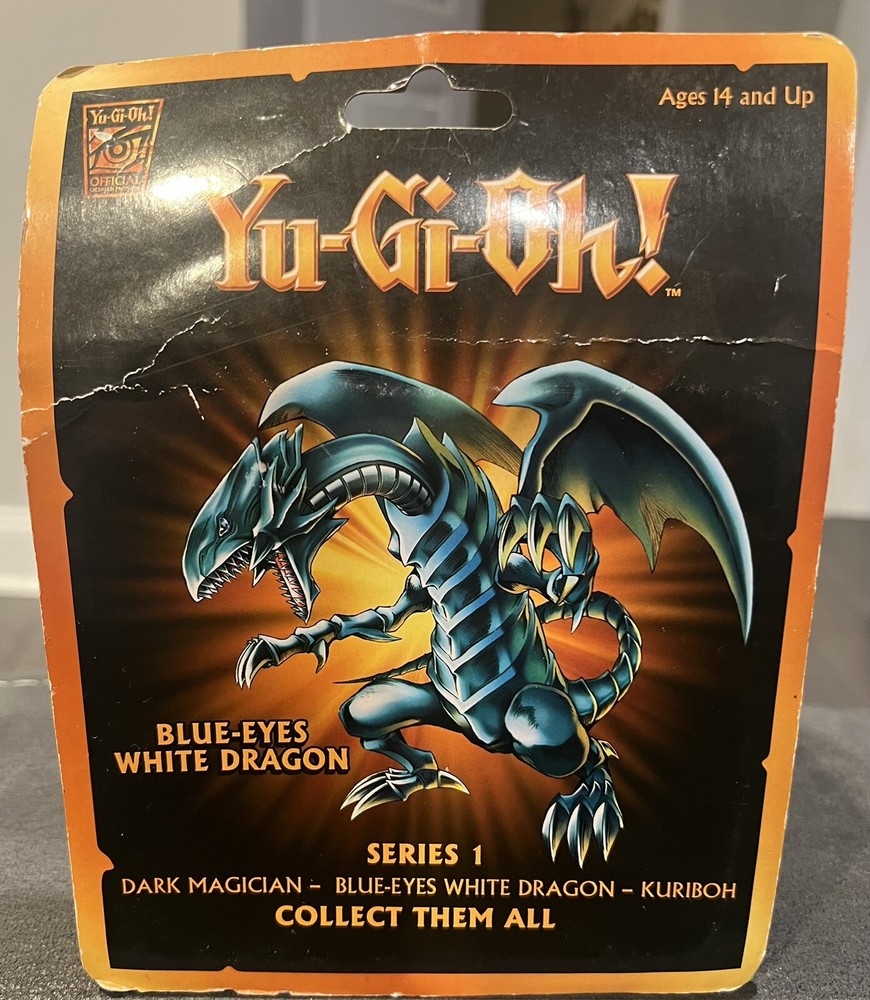 Yu-Gi-Oh!
OFFICIAL
Ages 14 and Up
Yu-Gi-Oh!™
BLUE-EYES
WHITE DRAGON
SERIES 1
DARK MAGICIAN – BLUE-EYES WHITE DRAGON – KURIBOH
COLLECT THEM ALL